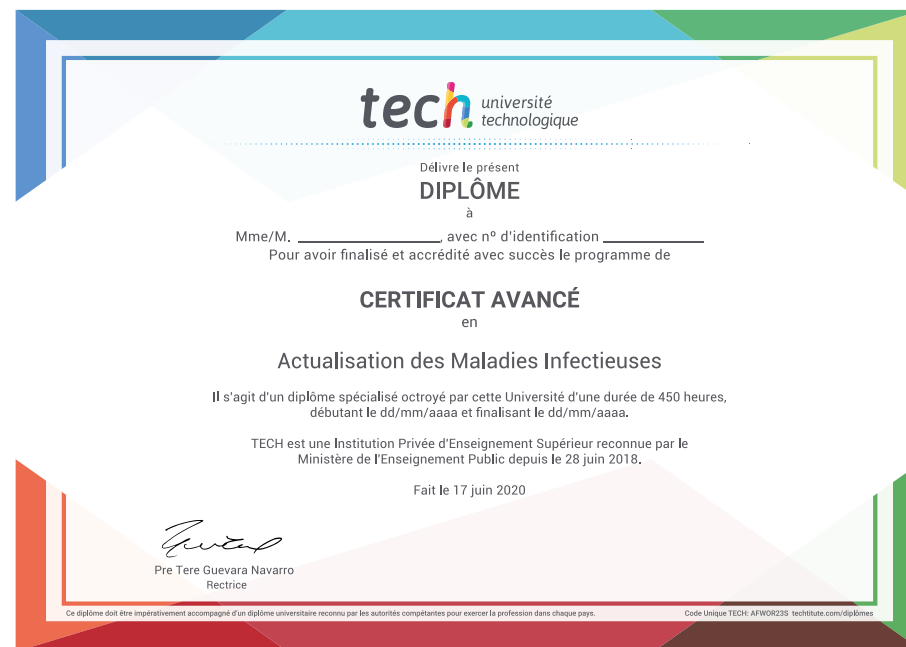 tech université
technologique
Délivre le présent
DIPLÔME
à
Mme/M. ____________________, avec nº d'identification ______________
Pour avoir finalisé et accrédité avec succès le programme de
CERTIFICAT AVANCÉ
en
Actualisation des Maladies Infectieuses
Il s'agit d'un diplôme spécialisé octroyé par cette Université d'une durée de 450 heures,
débutant le dd/mm/aaaa et finalisant le dd/mm/aaaa.
TECH est une Institution Privée d'Enseignement Supérieur reconnue par le
Ministère de l'Enseignement Public depuis le 28 juin 2018.
Fait le 17 juin 2020
Pre Tere Guevara Navarro
Rectrice
Ce diplôme doit être impérativement accompagné d'un diplôme universitaire reconnu par les autorités compétantes pour exercer la profession dans chaque pays. Code Unique TECH: AFWOR23S techtitute.com/diplômes